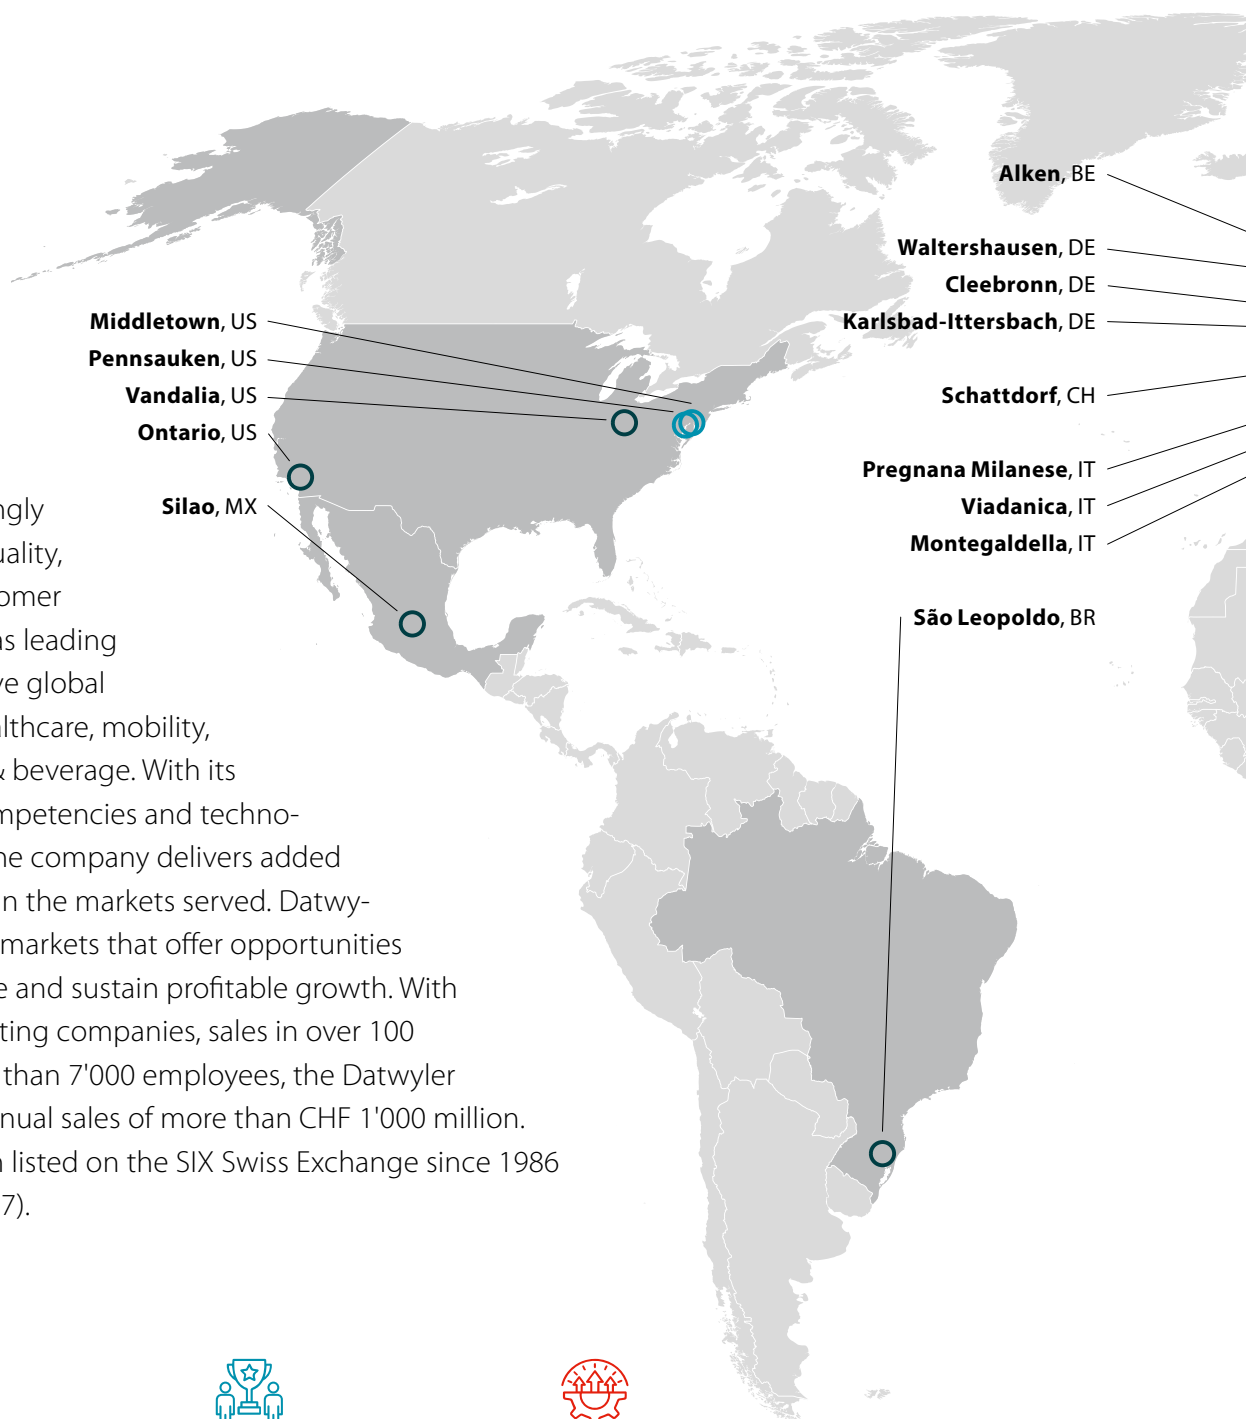 Alken, BE
Waltershausen, DE
Cleebronn, DE
Karlsbad-Ittersbach, DE
Schattdorf, CH
Pregnana Milanese, IT
Viadanica, IT
Montegaldella, IT
São Leopoldo, BR
Middletown, US
Pennsauken, US
Vandalia, US
Ontario, US
Silao, MX
ngly
uality,
omer
as leading
ve global
althcare, mobility,
& beverage. With its
mpetencies and techno-
he company delivers added
n the markets served. Datwy-
markets that offer opportunities
e and sustain profitable growth. With
ting companies, sales in over 100
than 7'000 employees, the Datwyler
nual sales of more than CHF 1'000 million.
n listed on the SIX Swiss Exchange since 1986
7).